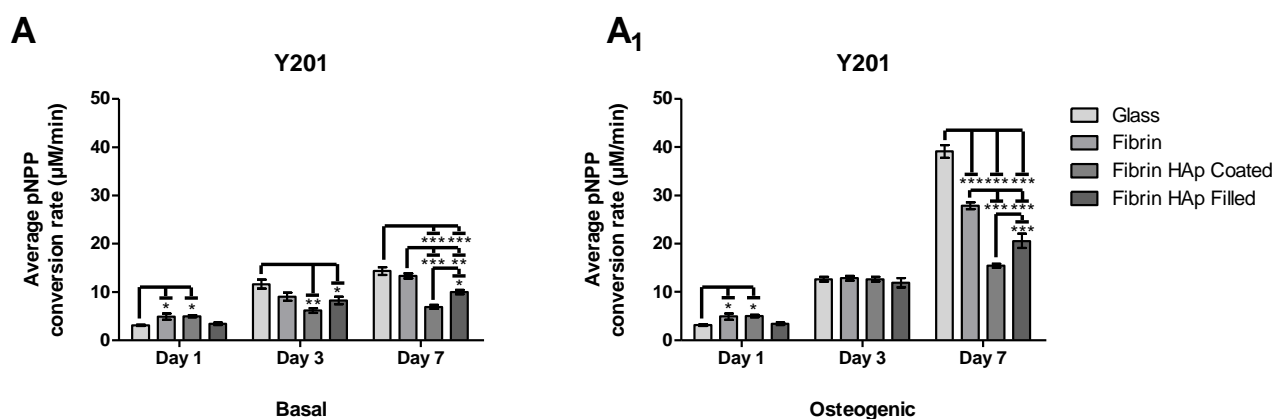 A
Y201
Average pNPP
conversion rate (µM/min)
50
40
30
20
10
0
*
*
**
*
*** ***
*** **
*
Day 1
Day 3
Day 7
Basal
A1
Y201
Average pNPP
conversion rate (µM/min)
50
40
30
20
10
0
*
*
*** *** ***
*** ***
***
Day 1
Day 3
Day 7
Osteogenic
Glass
Fibrin
Fibrin HAp Coated
Fibrin HAp Filled